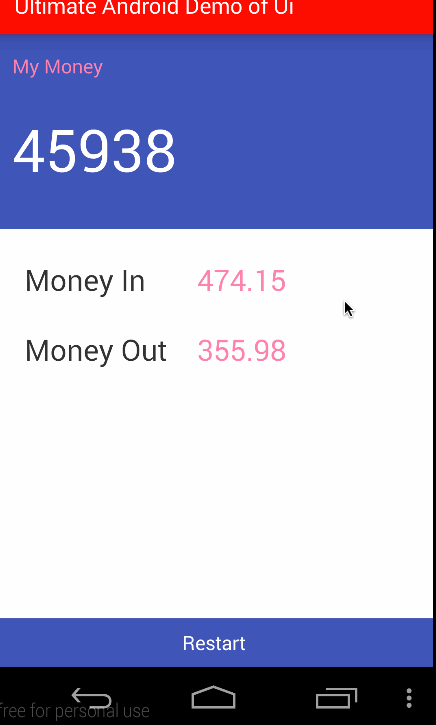 Ultimate Android Demo of Ui
My Money
45938
Money In 474.15
Money Out 355.98
Restart
free for personal use